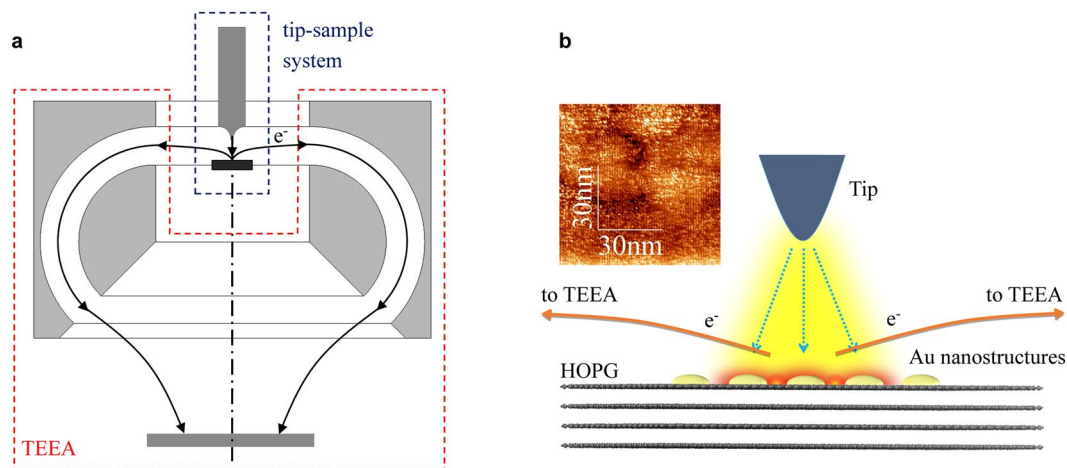 a
tip-sample
system
e-
TEEA
b
30nm
30nm
Tip
to TEEA
to TEEA
e-
e-
HOPG
Au nanostructures